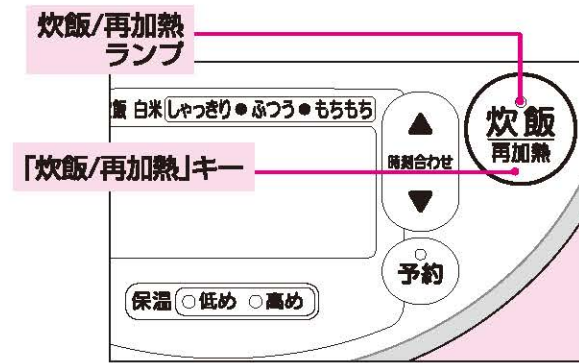 炊飯/再加熱
ランプ
飯 白米 しゃっきり●ふつう●もちもち
炊飯
再加熱
時刻合わせ
「炊飯/再加熱」キー
予約
保温 ○低め ○高め